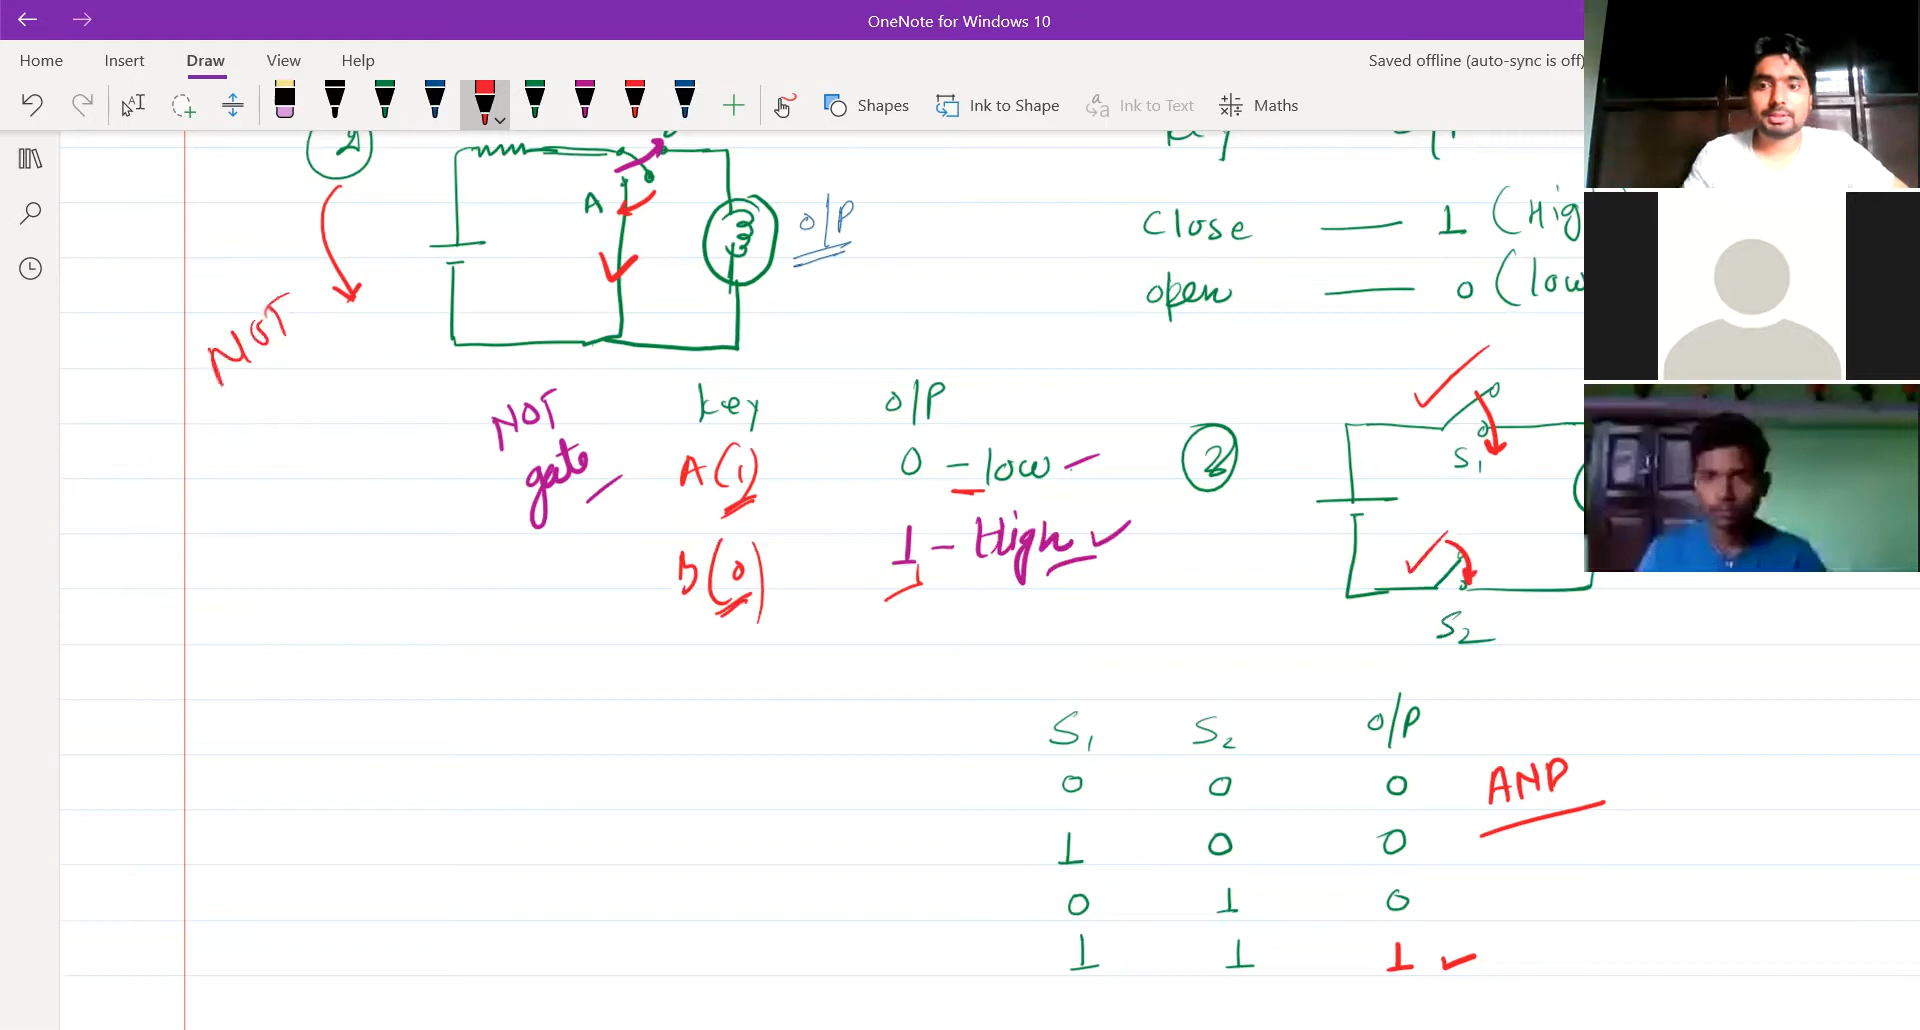 OneNote for Windows 10
Home Insert Draw View Help Saved offline (auto-sync is off)
Shapes Ink to Shape Ink to Text Maths
2
A
O/P
Close — 1 (Hig
open — 0 (low
NOT
NOT gate
key O/P
A(1) 0 - low
B(0) 1 - High
3
S1
S2
S1 S2 O/P
0 0 0
AND
1 0 0
0 1 0
1 1 1